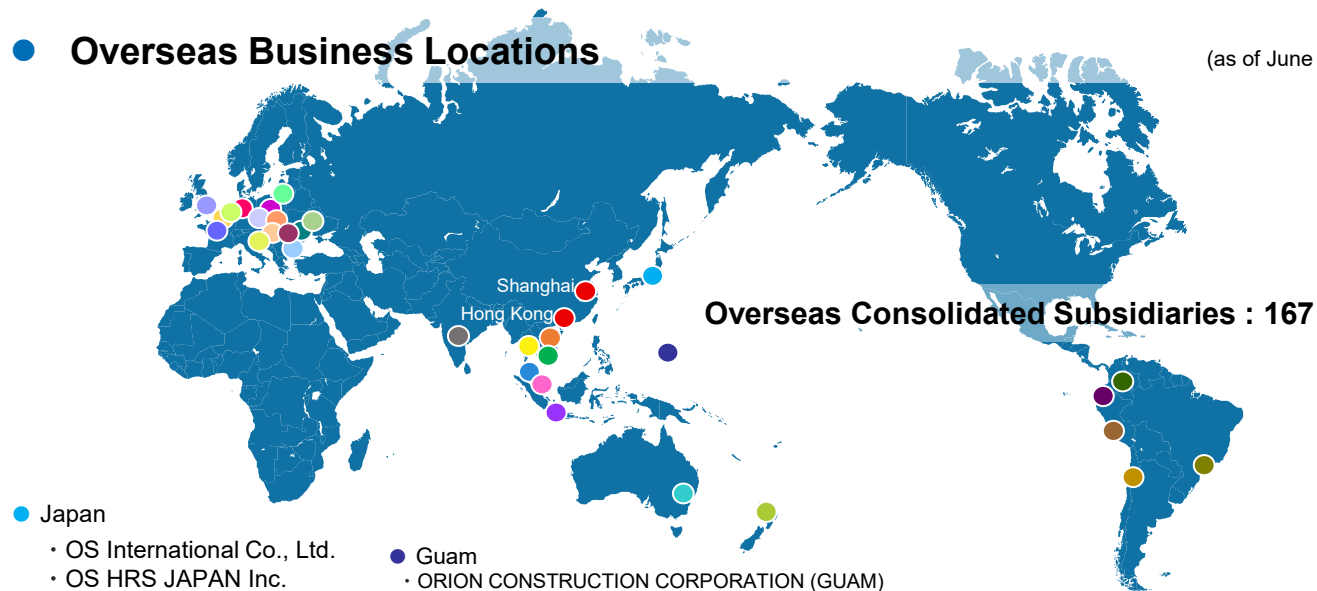 Overseas Business Locations
(as of June
Shanghai
Hong Kong
Overseas Consolidated Subsidiaries : 167
Japan
・OS International Co., Ltd.
・OS HRS JAPAN Inc.
Guam
・ORION CONSTRUCTION CORPORATION (GUAM)